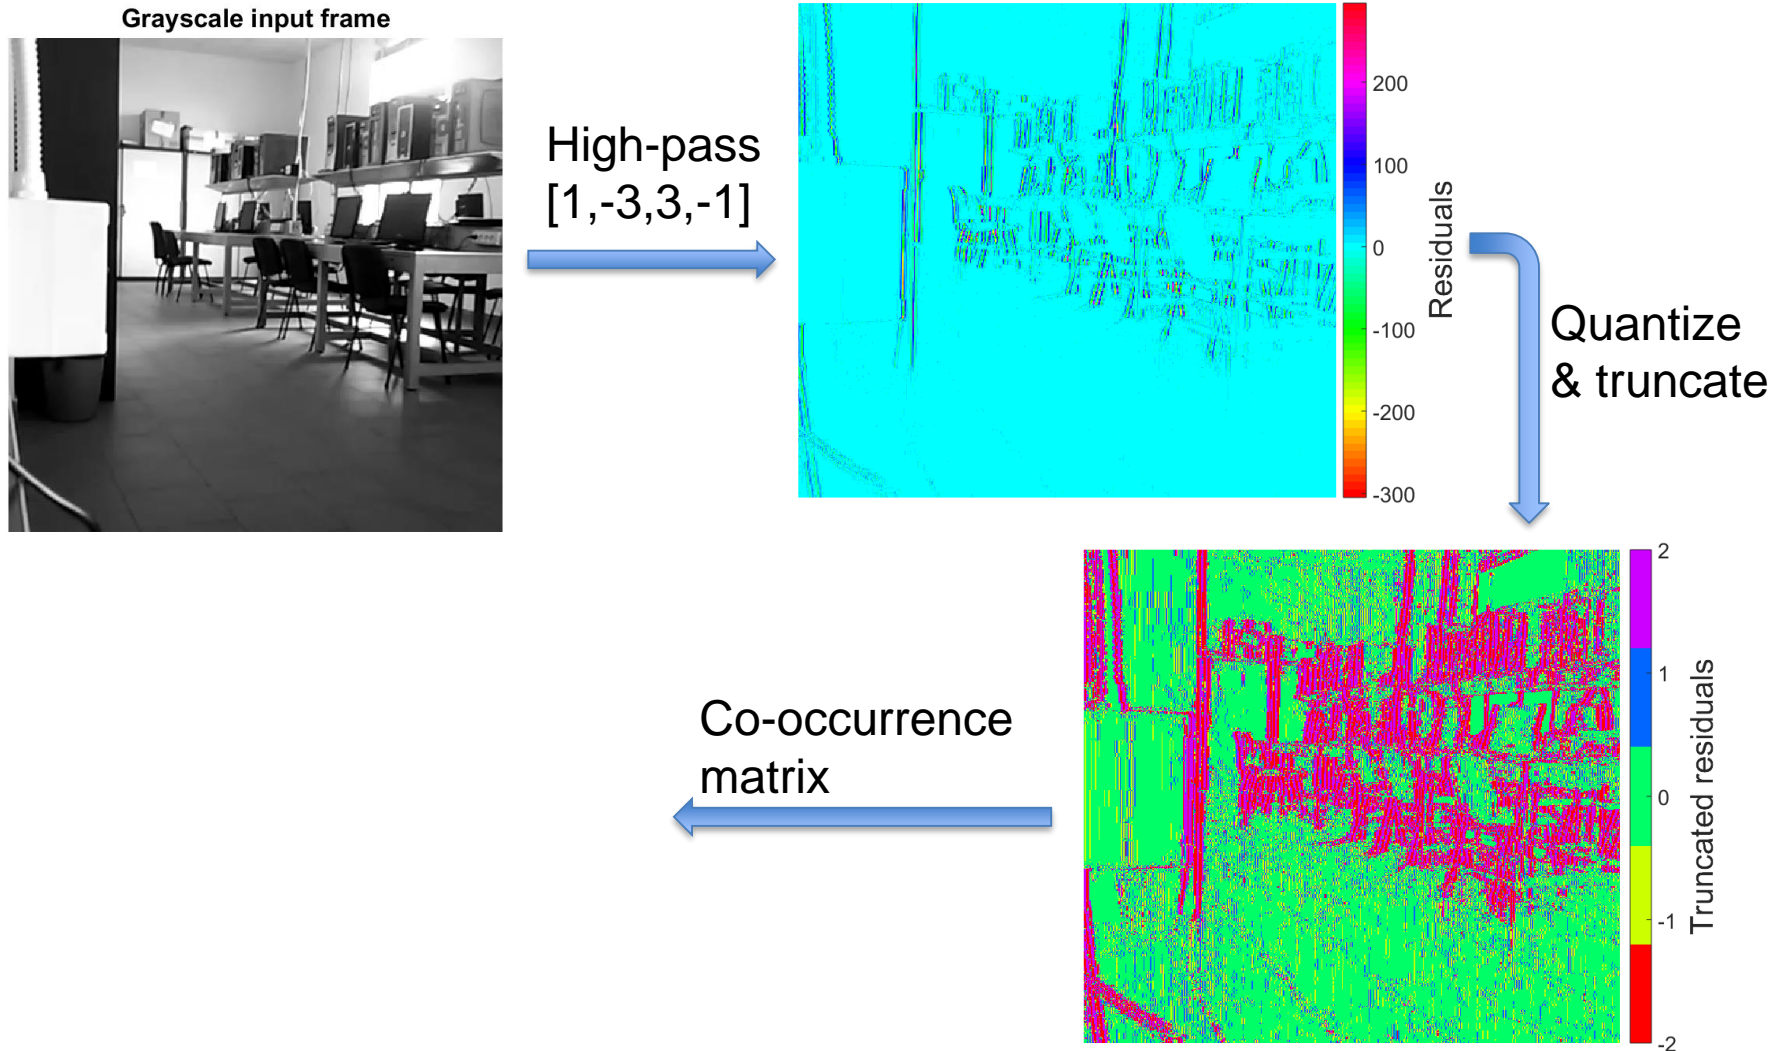 Grayscale input frame
High-pass
[1,-3,3,-1]
200
100
0
-100
-200
-300
Residuals
Quantize
& truncate
2
1
0
-1
-2
Truncated residuals
Co-occurrence
matrix